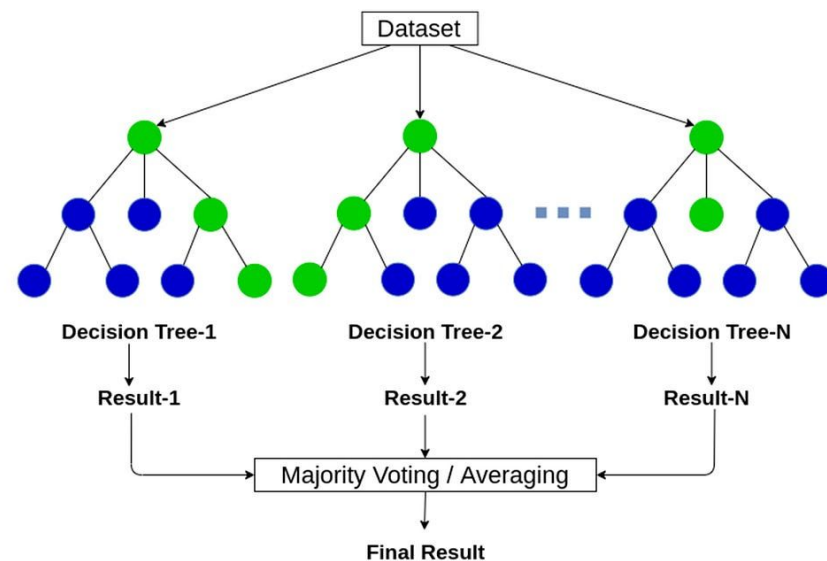 Dataset
Decision Tree-1
Decision Tree-2
Decision Tree-N
Result-1
Result-2
Result-N
Majority Voting / Averaging
Final Result